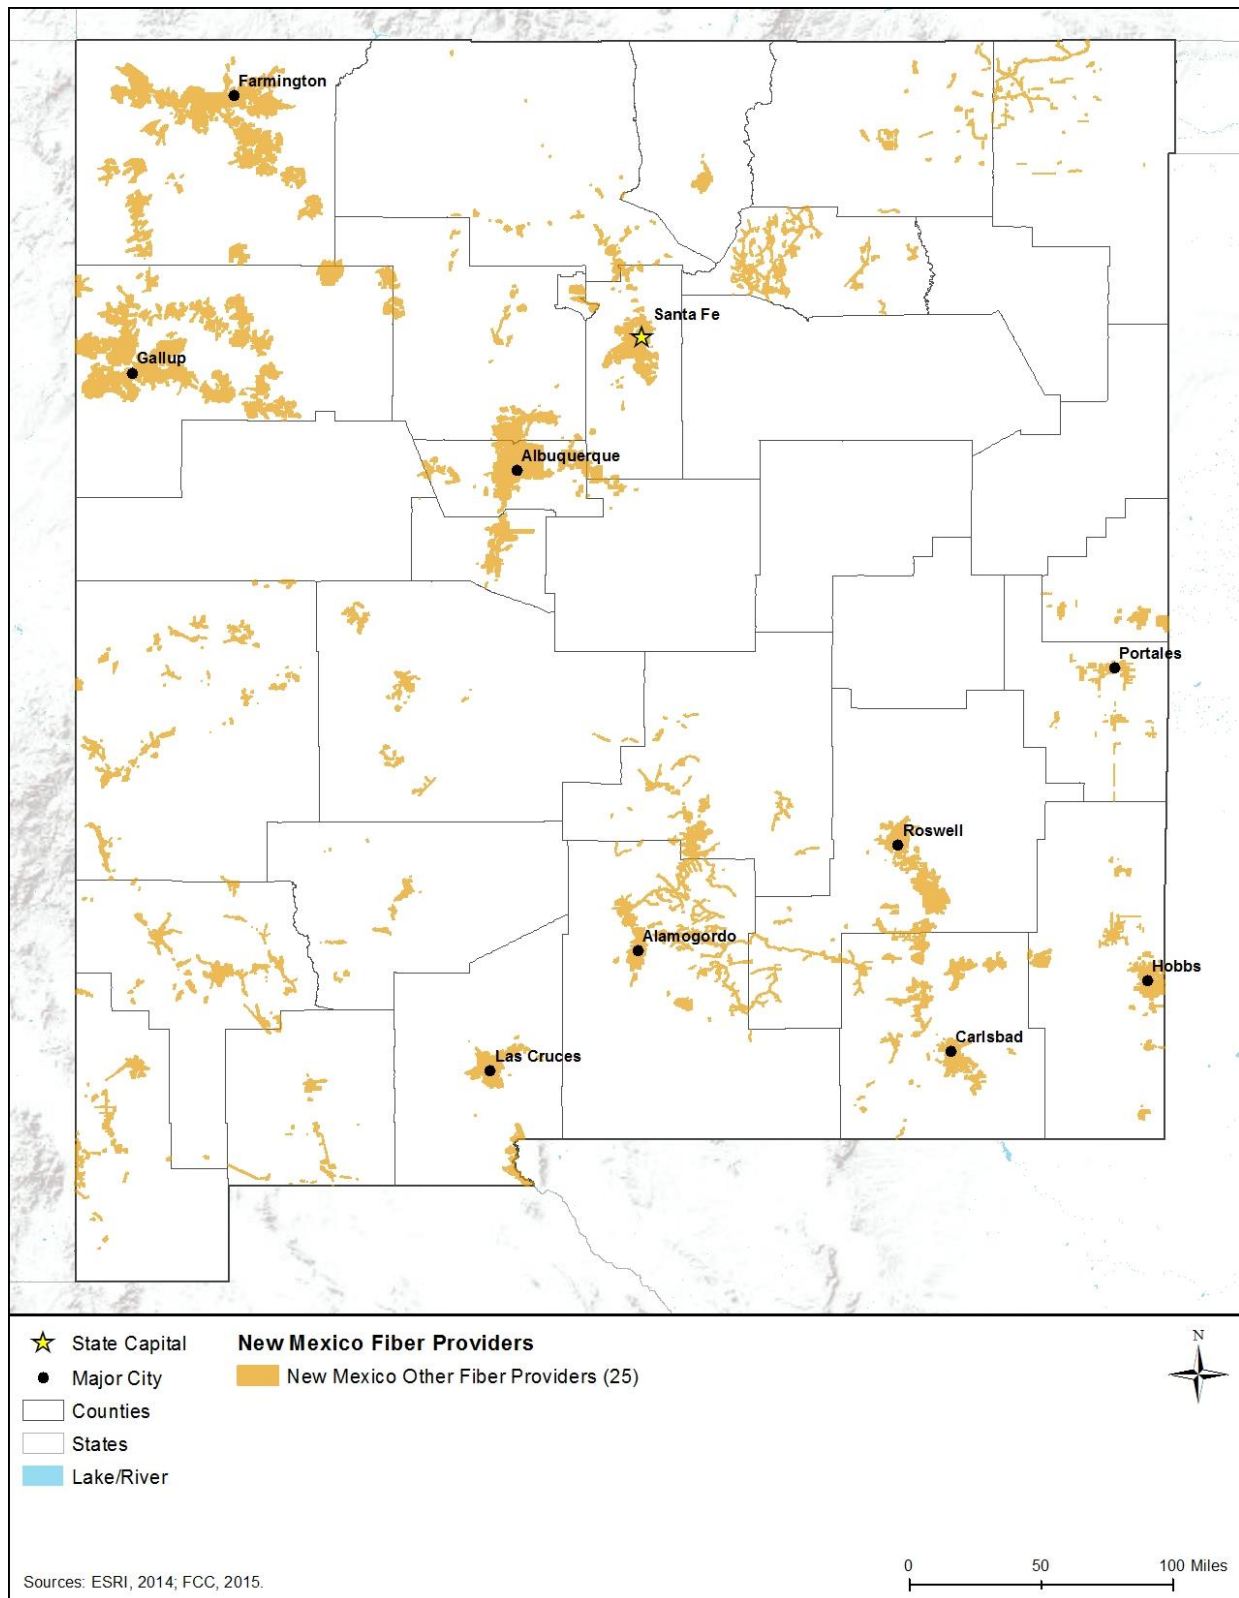 Farmington
Santa Fe
Gallup
Albuquerque
Portales
Roswell
Alamogordo
Hobbs
Carlsbad
Las Cruces
State Capital
Major City
Counties
States
Lake/River
New Mexico Fiber Providers
New Mexico Other Fiber Providers (25)
N
0 50 100 Miles
Sources: ESRI, 2014; FCC, 2015.